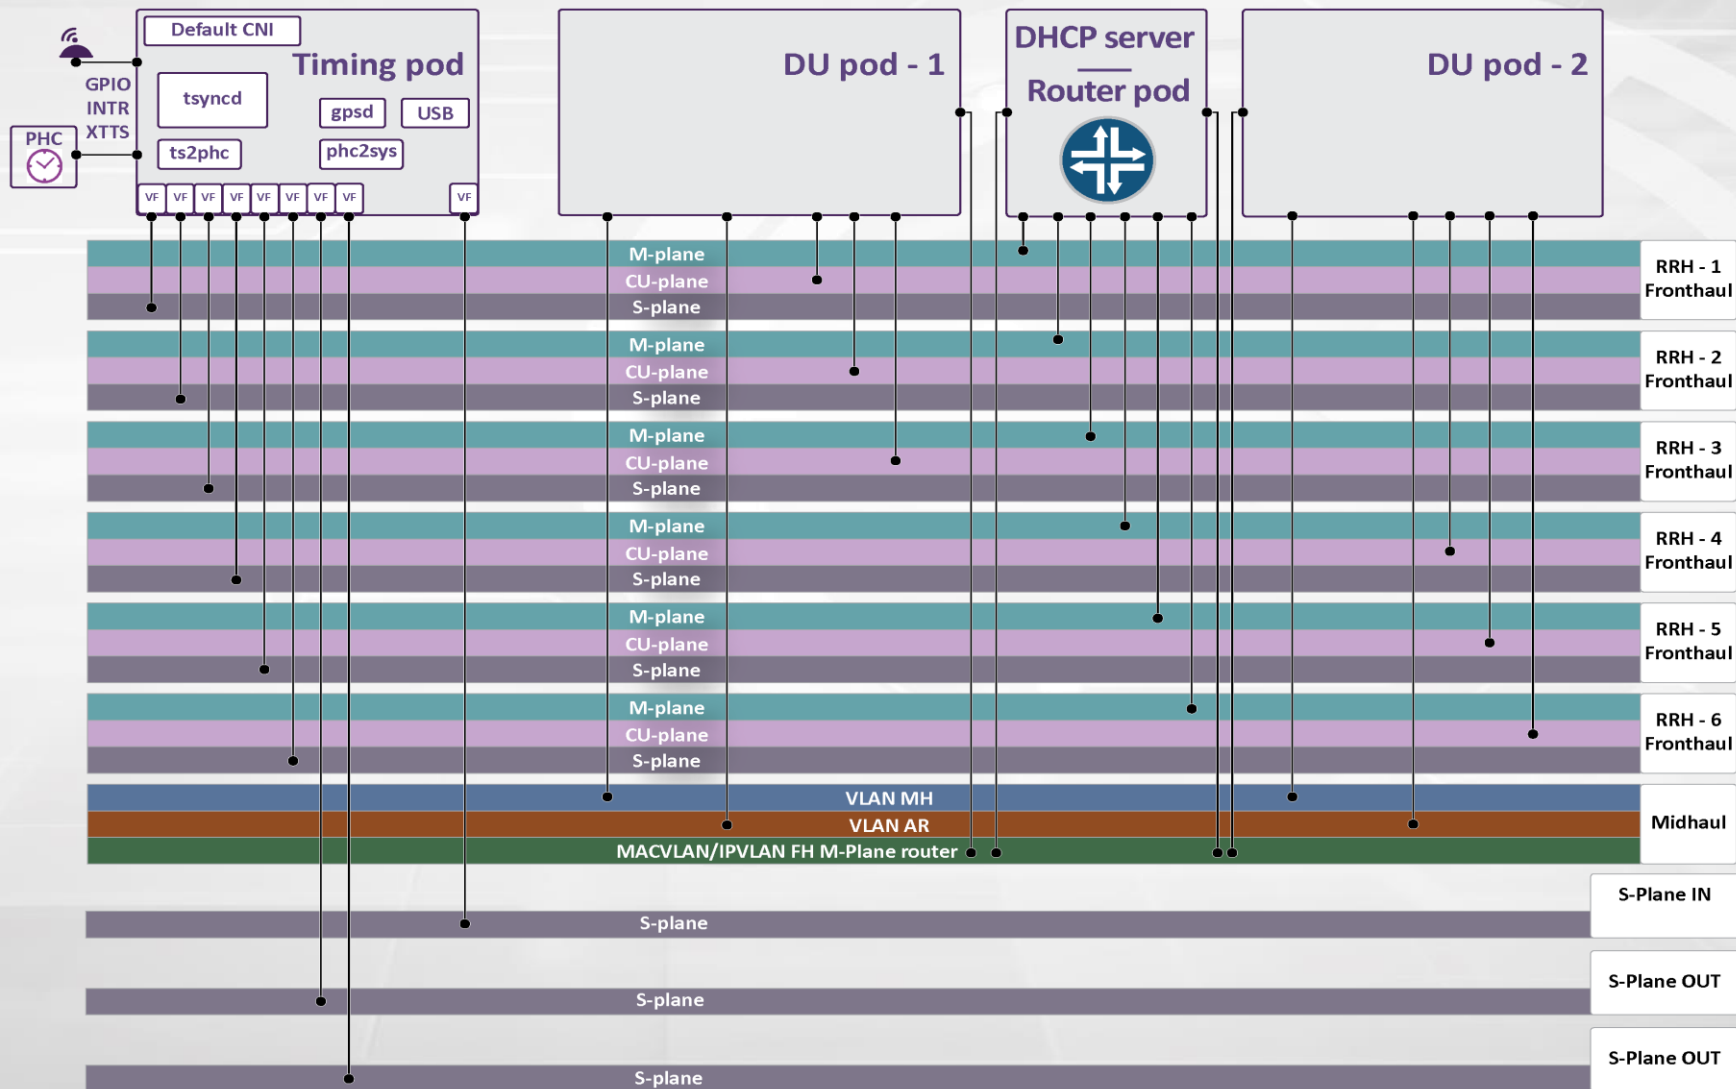 Default CNI
Timing pod
GPIO
INTR
XTTS
PHC
tsyncd
gpsd
USB
ts2phc
phc2sys
VF
VF
VF
VF
VF
VF
VF
VF
VF
DU pod - 1
DHCP server
Router pod
DU pod - 2
M-plane
CU-plane
S-plane
RRH - 1
Fronthaul
M-plane
CU-plane
S-plane
RRH - 2
Fronthaul
M-plane
CU-plane
S-plane
RRH - 3
Fronthaul
M-plane
CU-plane
S-plane
RRH - 4
Fronthaul
M-plane
CU-plane
S-plane
RRH - 5
Fronthaul
M-plane
CU-plane
S-plane
RRH - 6
Fronthaul
VLAN MH
VLAN AR
MACVLAN/IPVLAN FH M-Plane router
Midhaul
S-Plane IN
S-plane
S-Plane OUT
S-plane
S-Plane OUT
S-plane